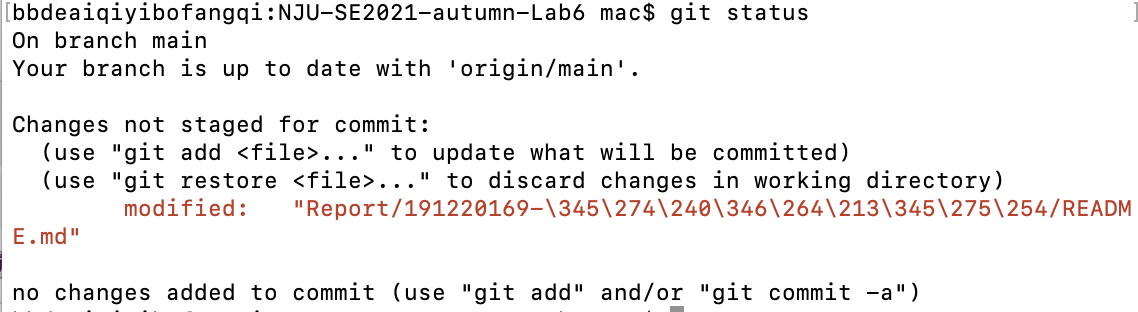 [bbdeaiqiyibofangqi:NJU-SE2021-autumn-Lab6 mac$ git status ]
On branch main
Your branch is up to date with 'origin/main'.
Changes not staged for commit:
(use "git add <file>..." to update what will be committed)
(use "git restore <file>..." to discard changes in working directory)
modified: "Report/191220169-\345\274\240\346\264\213\345\275\254/READM
E.md"
no changes added to commit (use "git add" and/or "git commit -a")